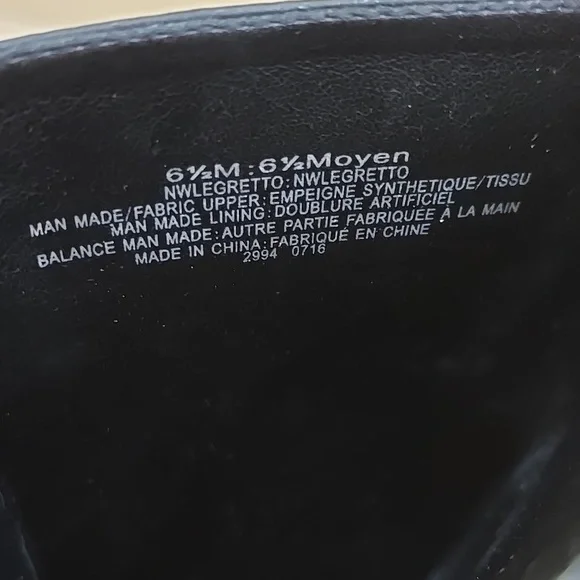 6½M:6½Moyen
NWLEGRETTO:NWLEGRETTO
MAN MADE/FABRIC UPPER:EMPEIGNE SYNTHETIQUE/TISSU
MAN MADE LINING:DOUBLURE ARTIFICIEL
BALANCE MAN MADE:AUTRE PARTIE FABRIQUEE À LA MAIN
MADE IN CHINA:FABRIQUÉ EN CHINE
2994 0716